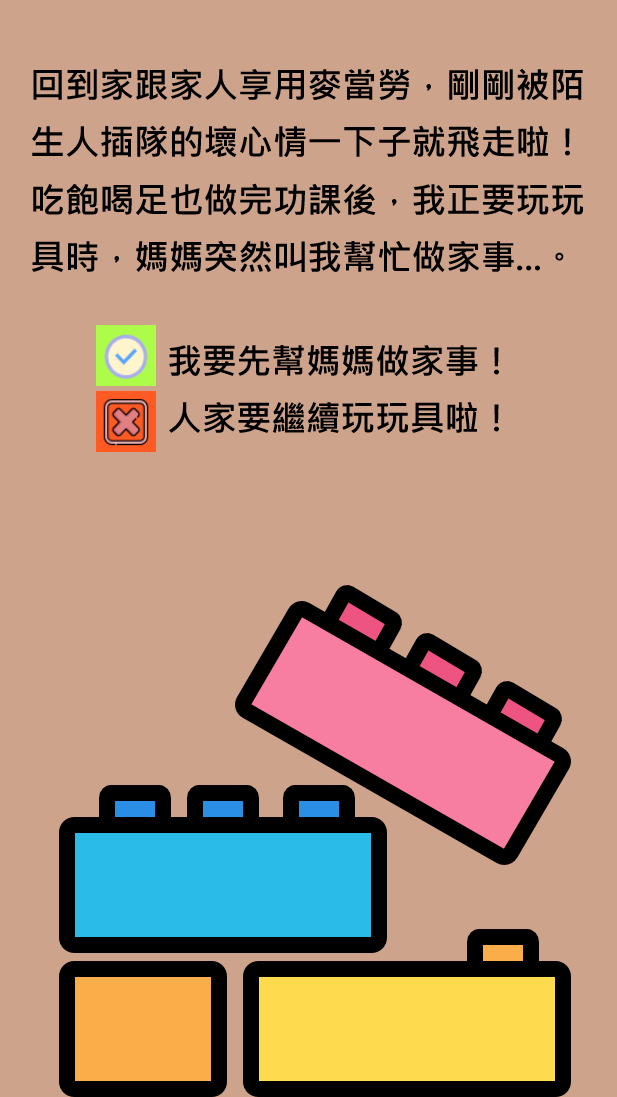 回到家跟家人享用麥當勞，剛剛被陌
生人插隊的壞心情一下子就飛走啦！
吃飽喝足也做完功課後，我正要玩玩
具時，媽媽突然叫我幫忙做家事...。
我要先幫媽媽做家事！
人家要繼續玩玩具啦！